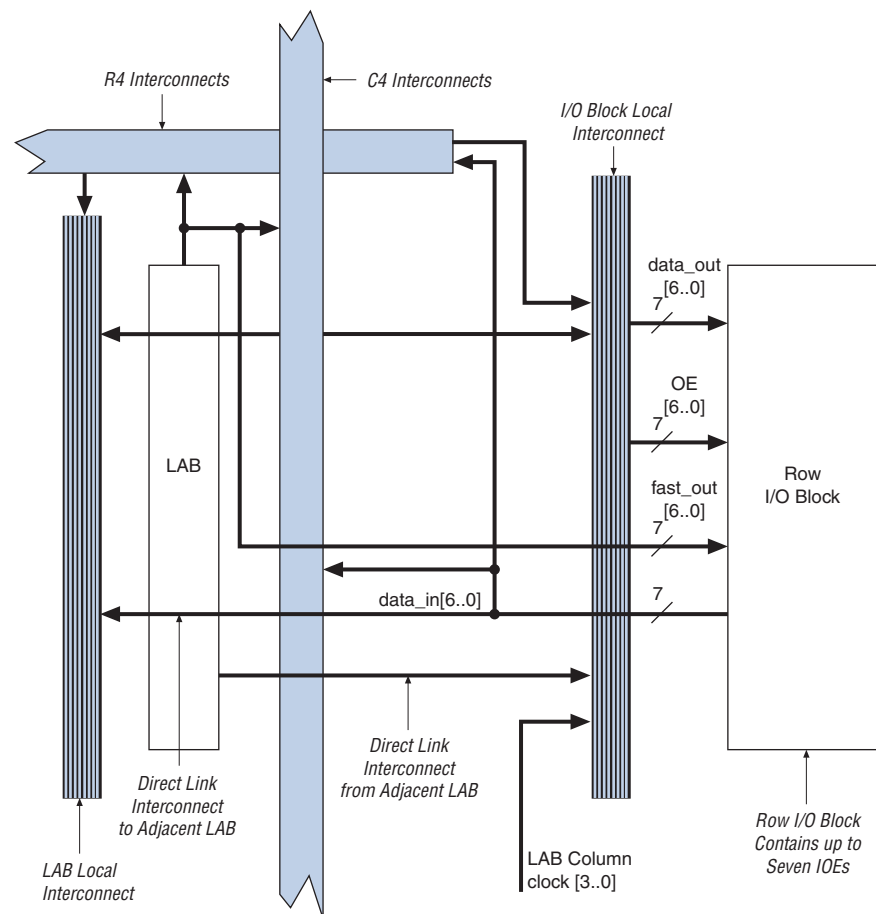 R4 Interconnects
C4 Interconnects
I/O Block Local
Interconnect
data_out
[6..0]
7
OE
[6..0]
7
LAB
Row
I/O Block
fast_out
[6..0]
7
data_in[6..0]
7
Direct Link
Interconnect
to Adjacent LAB
Direct Link
Interconnect
from Adjacent LAB
LAB Local
Interconnect
LAB Column
clock [3..0]
Row I/O Block
Contains up to
Seven IOEs